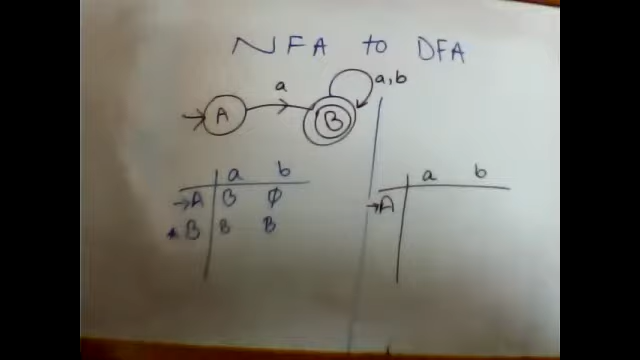 NFA to DFA
a
a,b
A
B
a b
→A B ϕ
* B B B
a b
→A